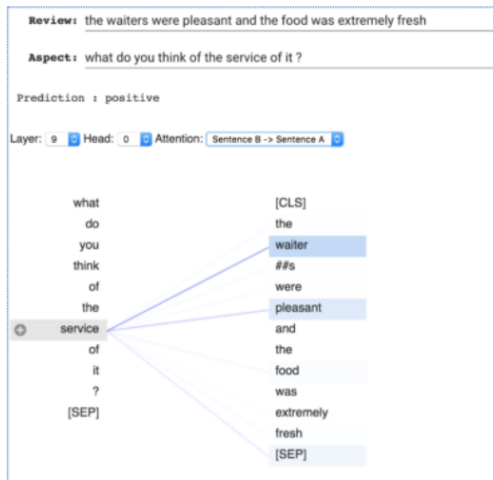 Review: the waiters were pleasant and the food was extremely fresh
Aspect: what do you think of the service of it ?
Prediction : positive
Layer: 9 Head: 0 Attention: Sentence B -> Sentence A
what [CLS]
do the
you waiter
think ##s
of were
the pleasant
service and
of the
it food
? was
[SEP] extremely
fresh
[SEP]